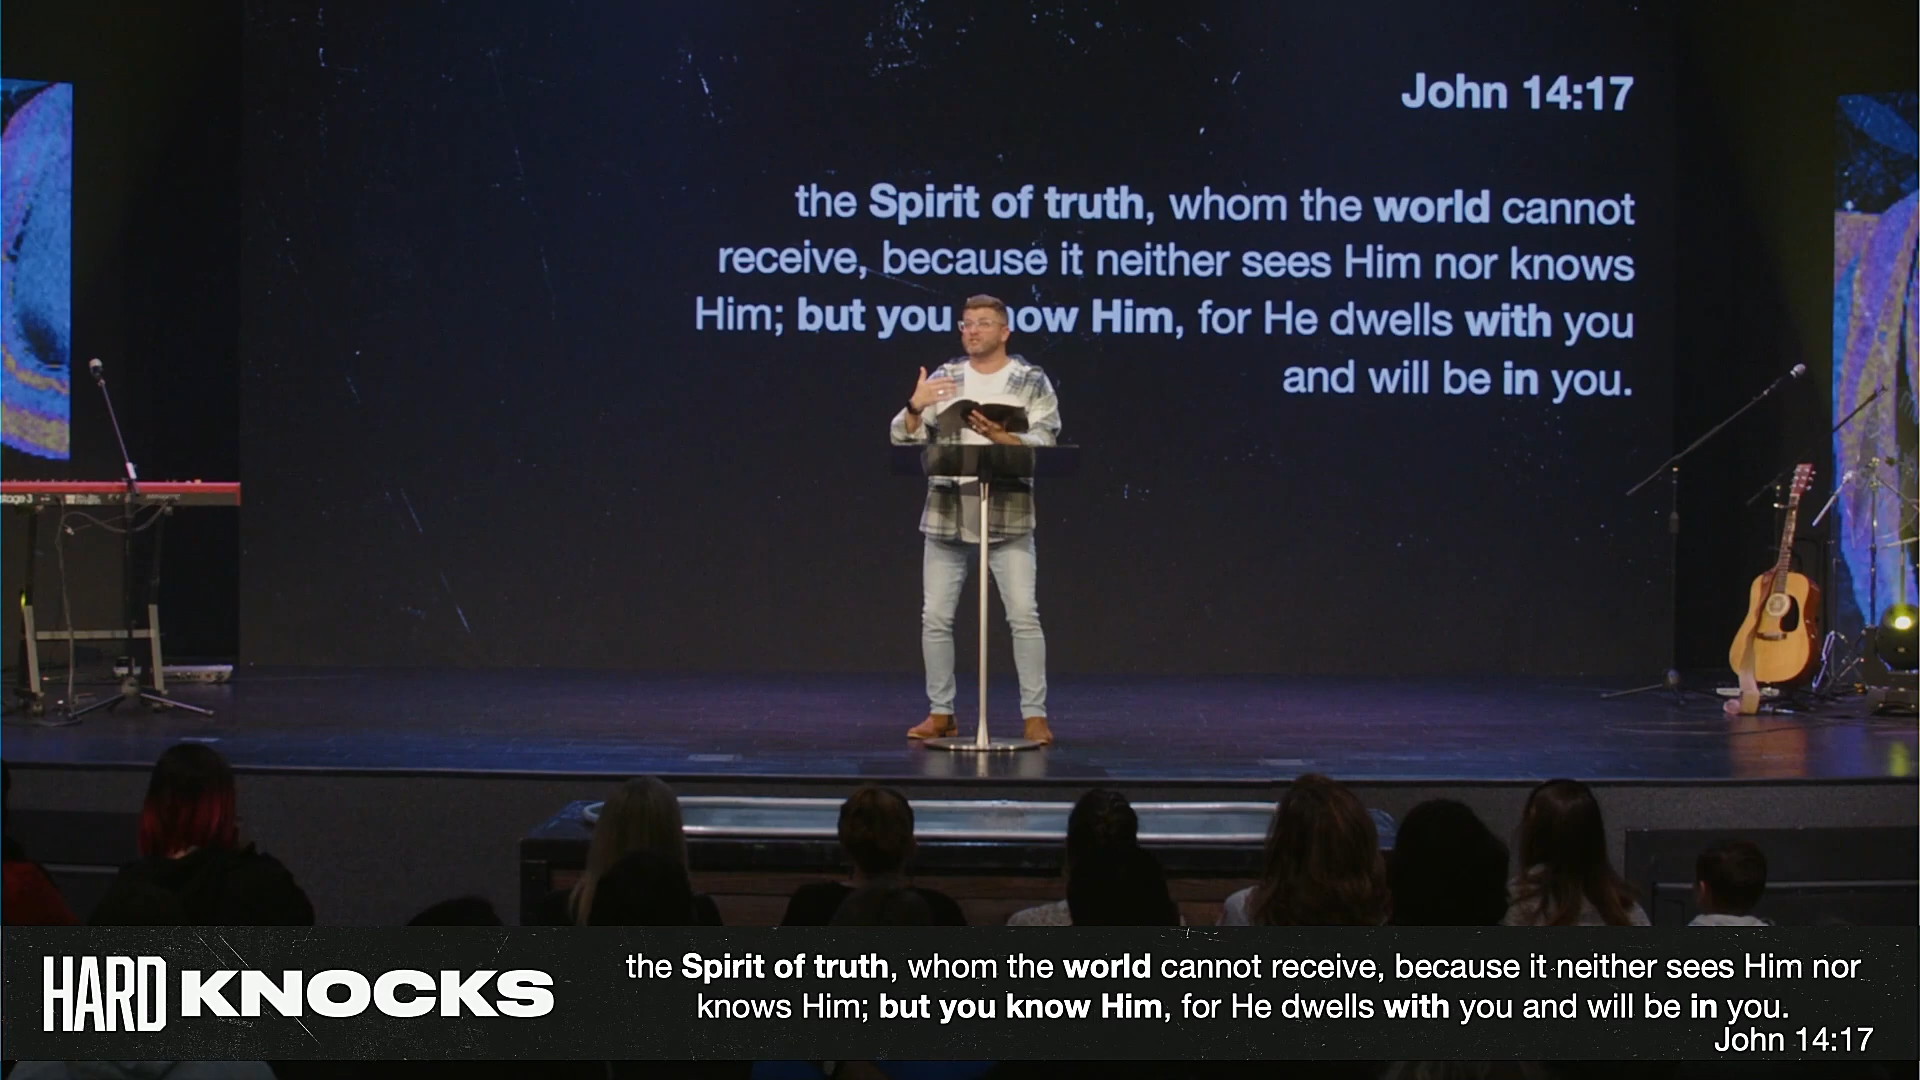 John 14:17
the Spirit of truth, whom the world cannot
receive, because it neither sees Him nor knows
Him; but you know Him, for He dwells with you
and will be in you.
stage 3
HARD KNOCKS
the Spirit of truth, whom the world cannot receive, because it neither sees Him nor
knows Him; but you know Him, for He dwells with you and will be in you.
John 14:17